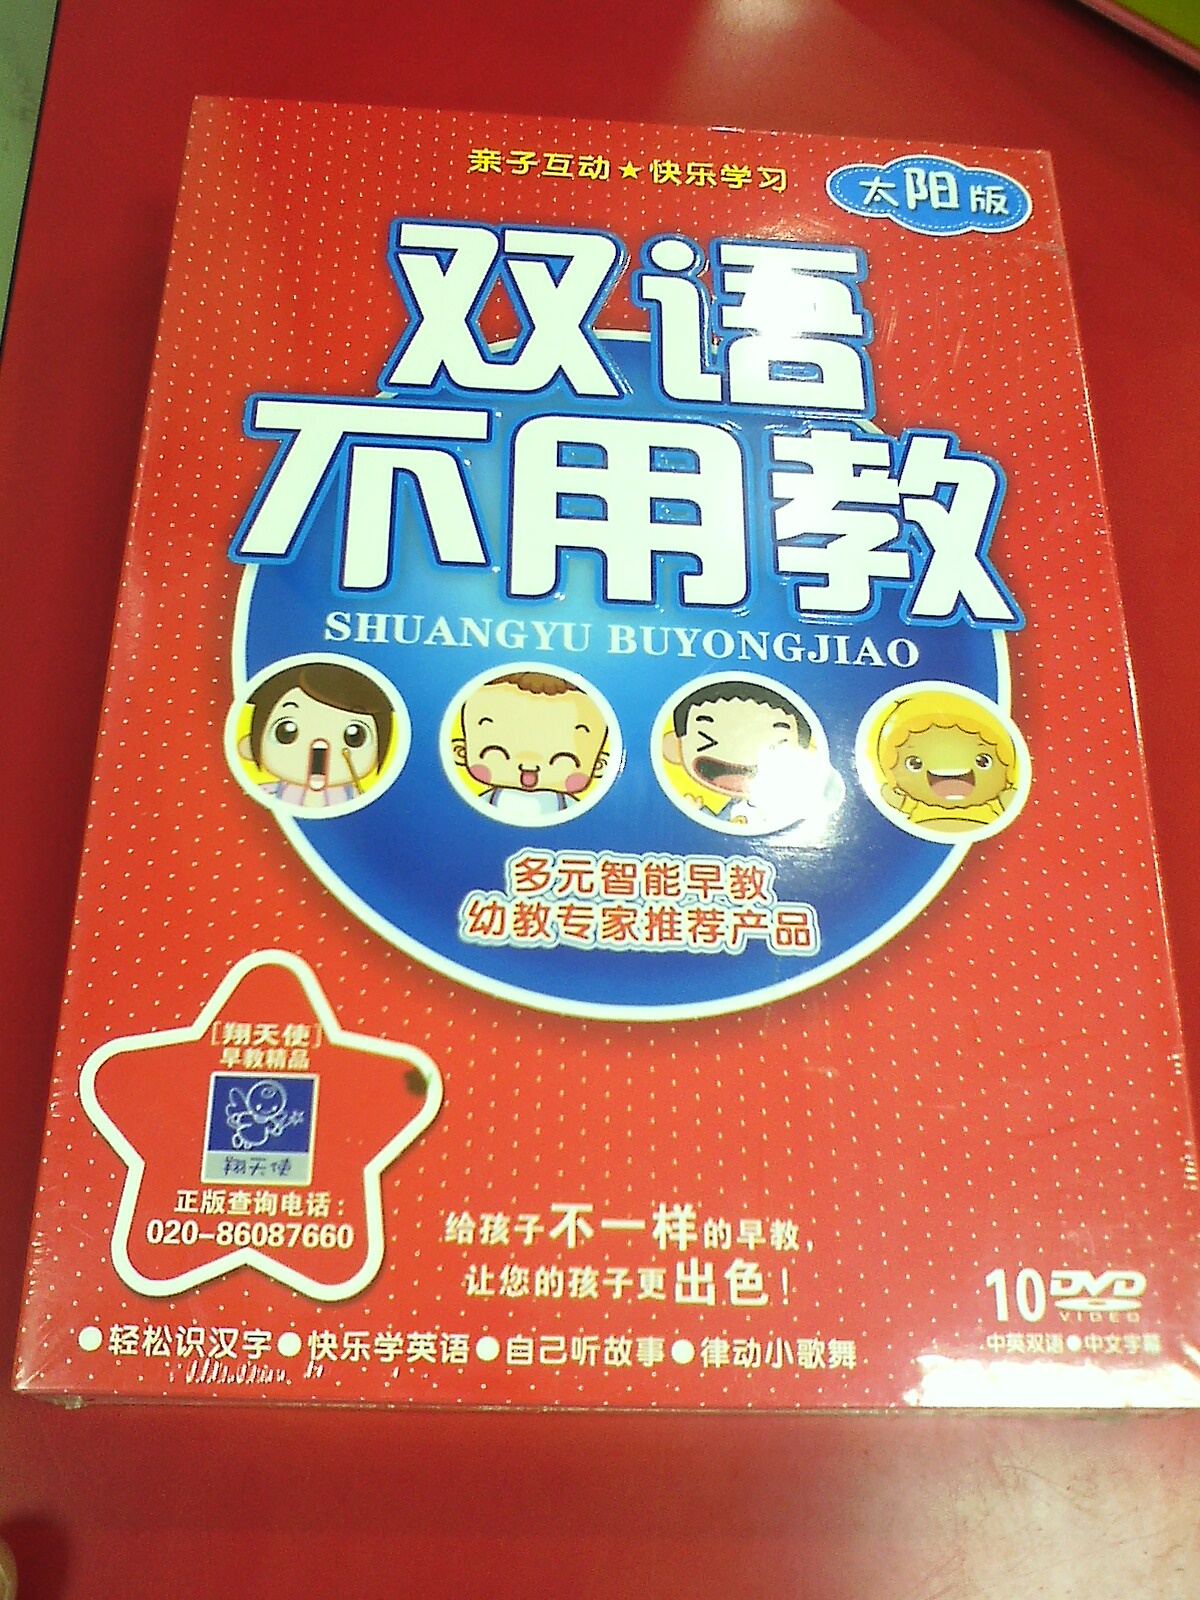 亲子互动★快乐学习
太阳版
双语
不用教
SHUANGYU BUYONGJIAO
多元智能早教
幼教专家推荐产品
[翔天使]
早教精品
翔天使
正版查询电话：
020-86087660
给孩子不一样的早教，
让您的孩子更出色！
10 DVD
VIDEO
中英双语●中文字幕
●轻松识汉字●快乐学英语●自己听故事●律动小歌舞